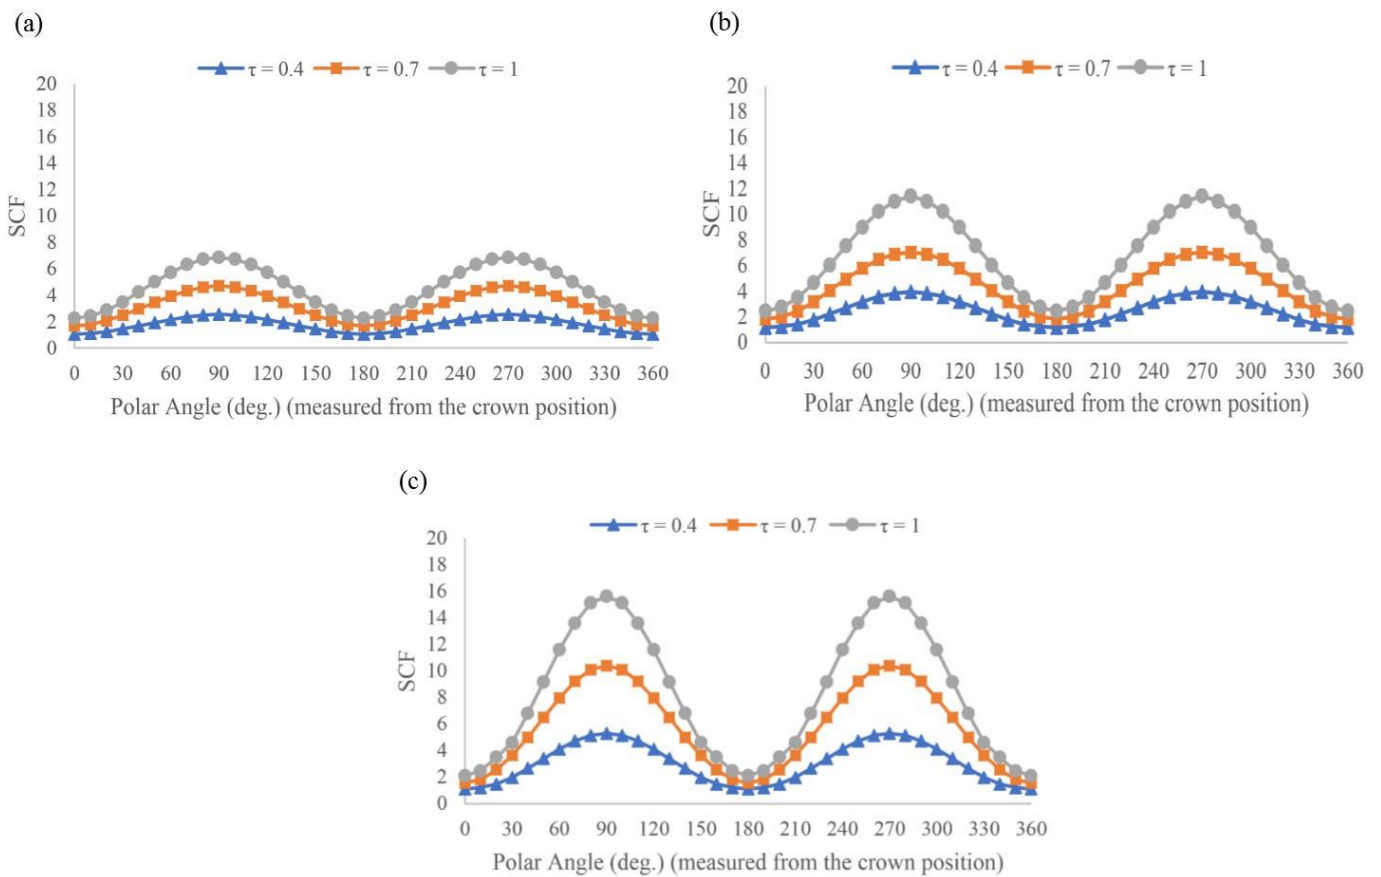 (a)
τ = 0.4 τ = 0.7 τ = 1
20
18
16
14
12
10
8
6
4
2
0
SCF
0 30 60 90 120 150 180 210 240 270 300 330 360
Polar Angle (deg.) (measured from the crown position)
(b)
τ = 0.4 τ = 0.7 τ = 1
20
18
16
14
12
10
8
6
4
2
0
SCF
0 30 60 90 120 150 180 210 240 270 300 330 360
Polar Angle (deg.) (measured from the crown position)
(c)
τ = 0.4 τ = 0.7 τ = 1
20
18
16
14
12
10
8
6
4
2
0
SCF
0 30 60 90 120 150 180 210 240 270 300 330 360
Polar Angle (deg.) (measured from the crown position)